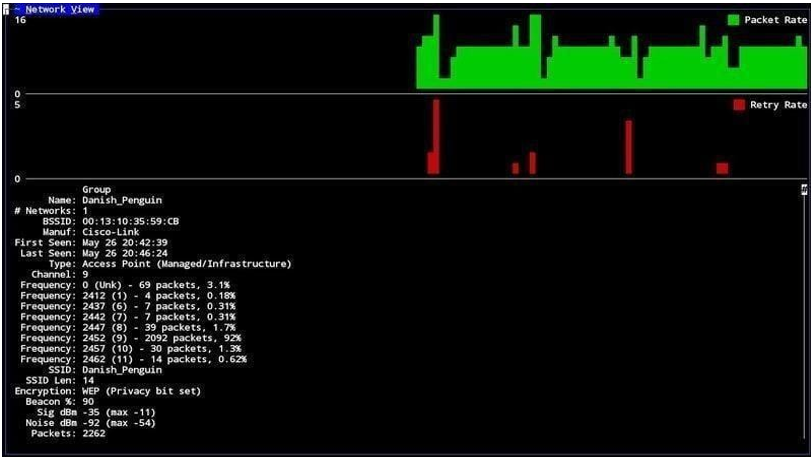 ~ Network View
16
Packet Rate
0
5
Retry Rate
0
Group
Name: Danish_Penguin
# Networks: 1
BSSID: 00:13:10:35:59:CB
Manuf: Cisco-Link
First Seen: May 26 20:42:39
Last Seen: May 26 20:46:24
Type: Access Point (Managed/Infrastructure)
Channel: 9
Frequency: 0 (Unk) - 69 packets, 3.1%
Frequency: 2412 (1) - 4 packets, 0.18%
Frequency: 2437 (6) - 7 packets, 0.31%
Frequency: 2442 (7) - 7 packets, 0.31%
Frequency: 2447 (8) - 39 packets, 1.7%
Frequency: 2452 (9) - 2092 packets, 92%
Frequency: 2457 (10) - 30 packets, 1.3%
Frequency: 2462 (11) - 14 packets, 0.62%
SSID: Danish_Penguin
SSID Len: 14
Encryption: WEP (Privacy bit set)
Beacon %: 90
Sig dBm -35 (max -11)
Noise dBm -92 (max -54)
Packets: 2262
#